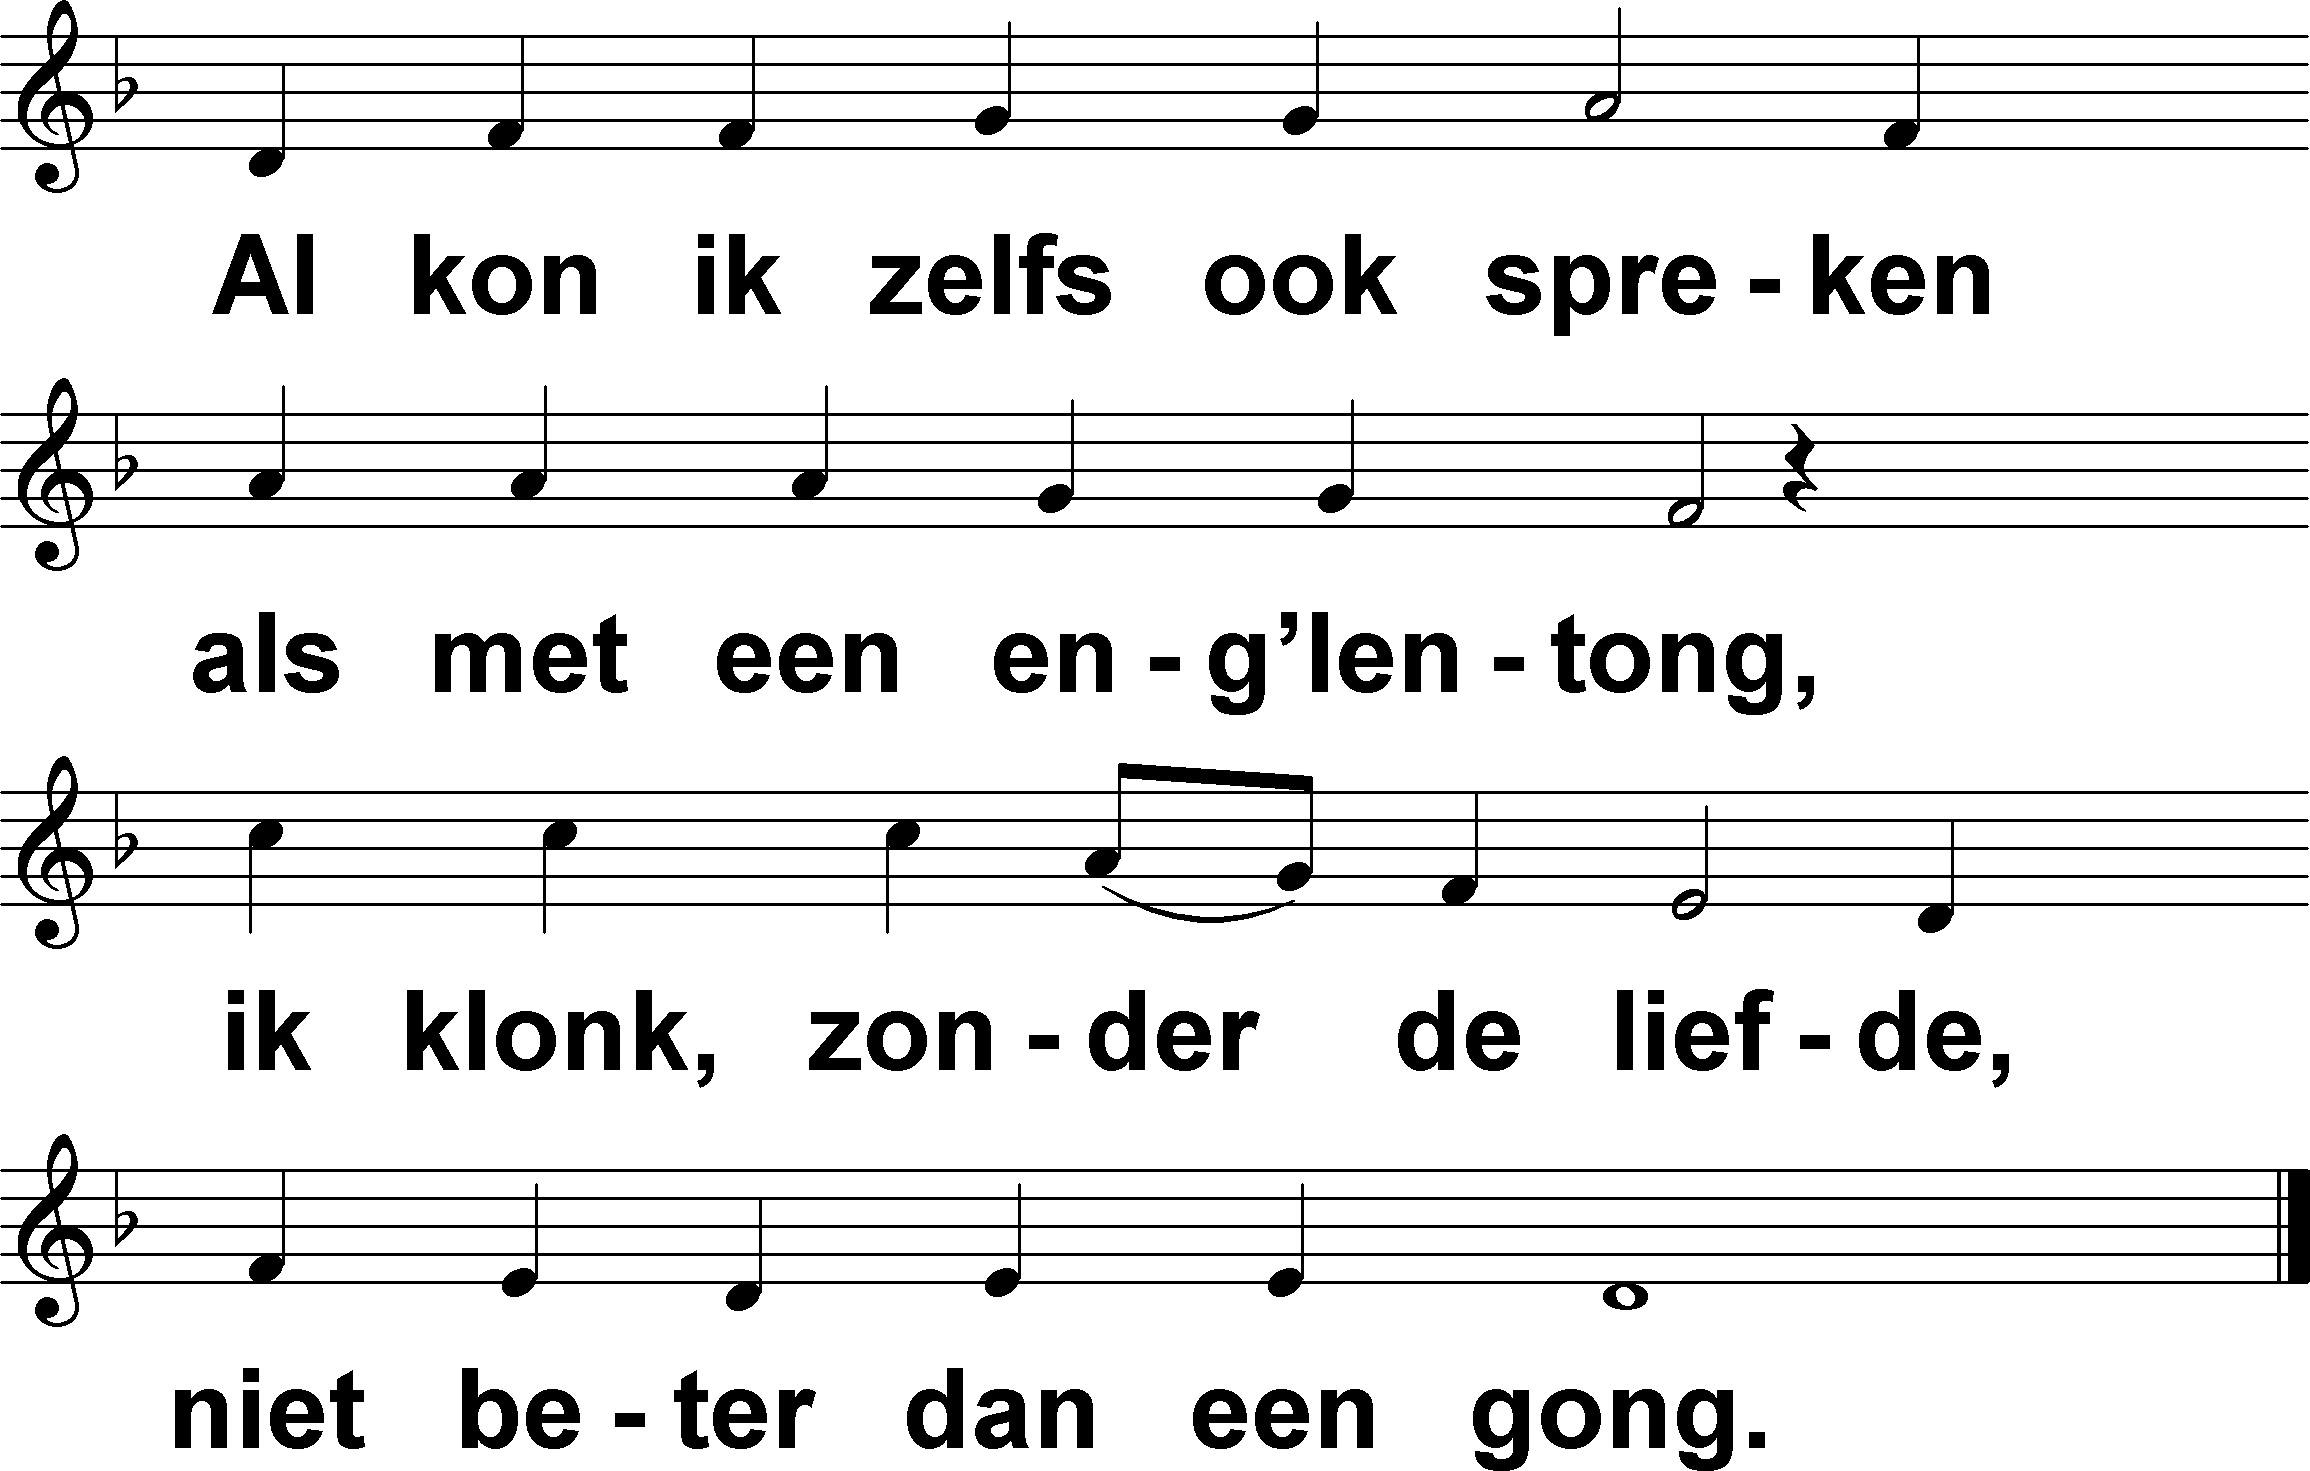 Al kon ik zelfs ook spre - ken
als met een en - g’len - tong,
ik klonk, zon - der de lief - de,
niet be - ter dan een gong.